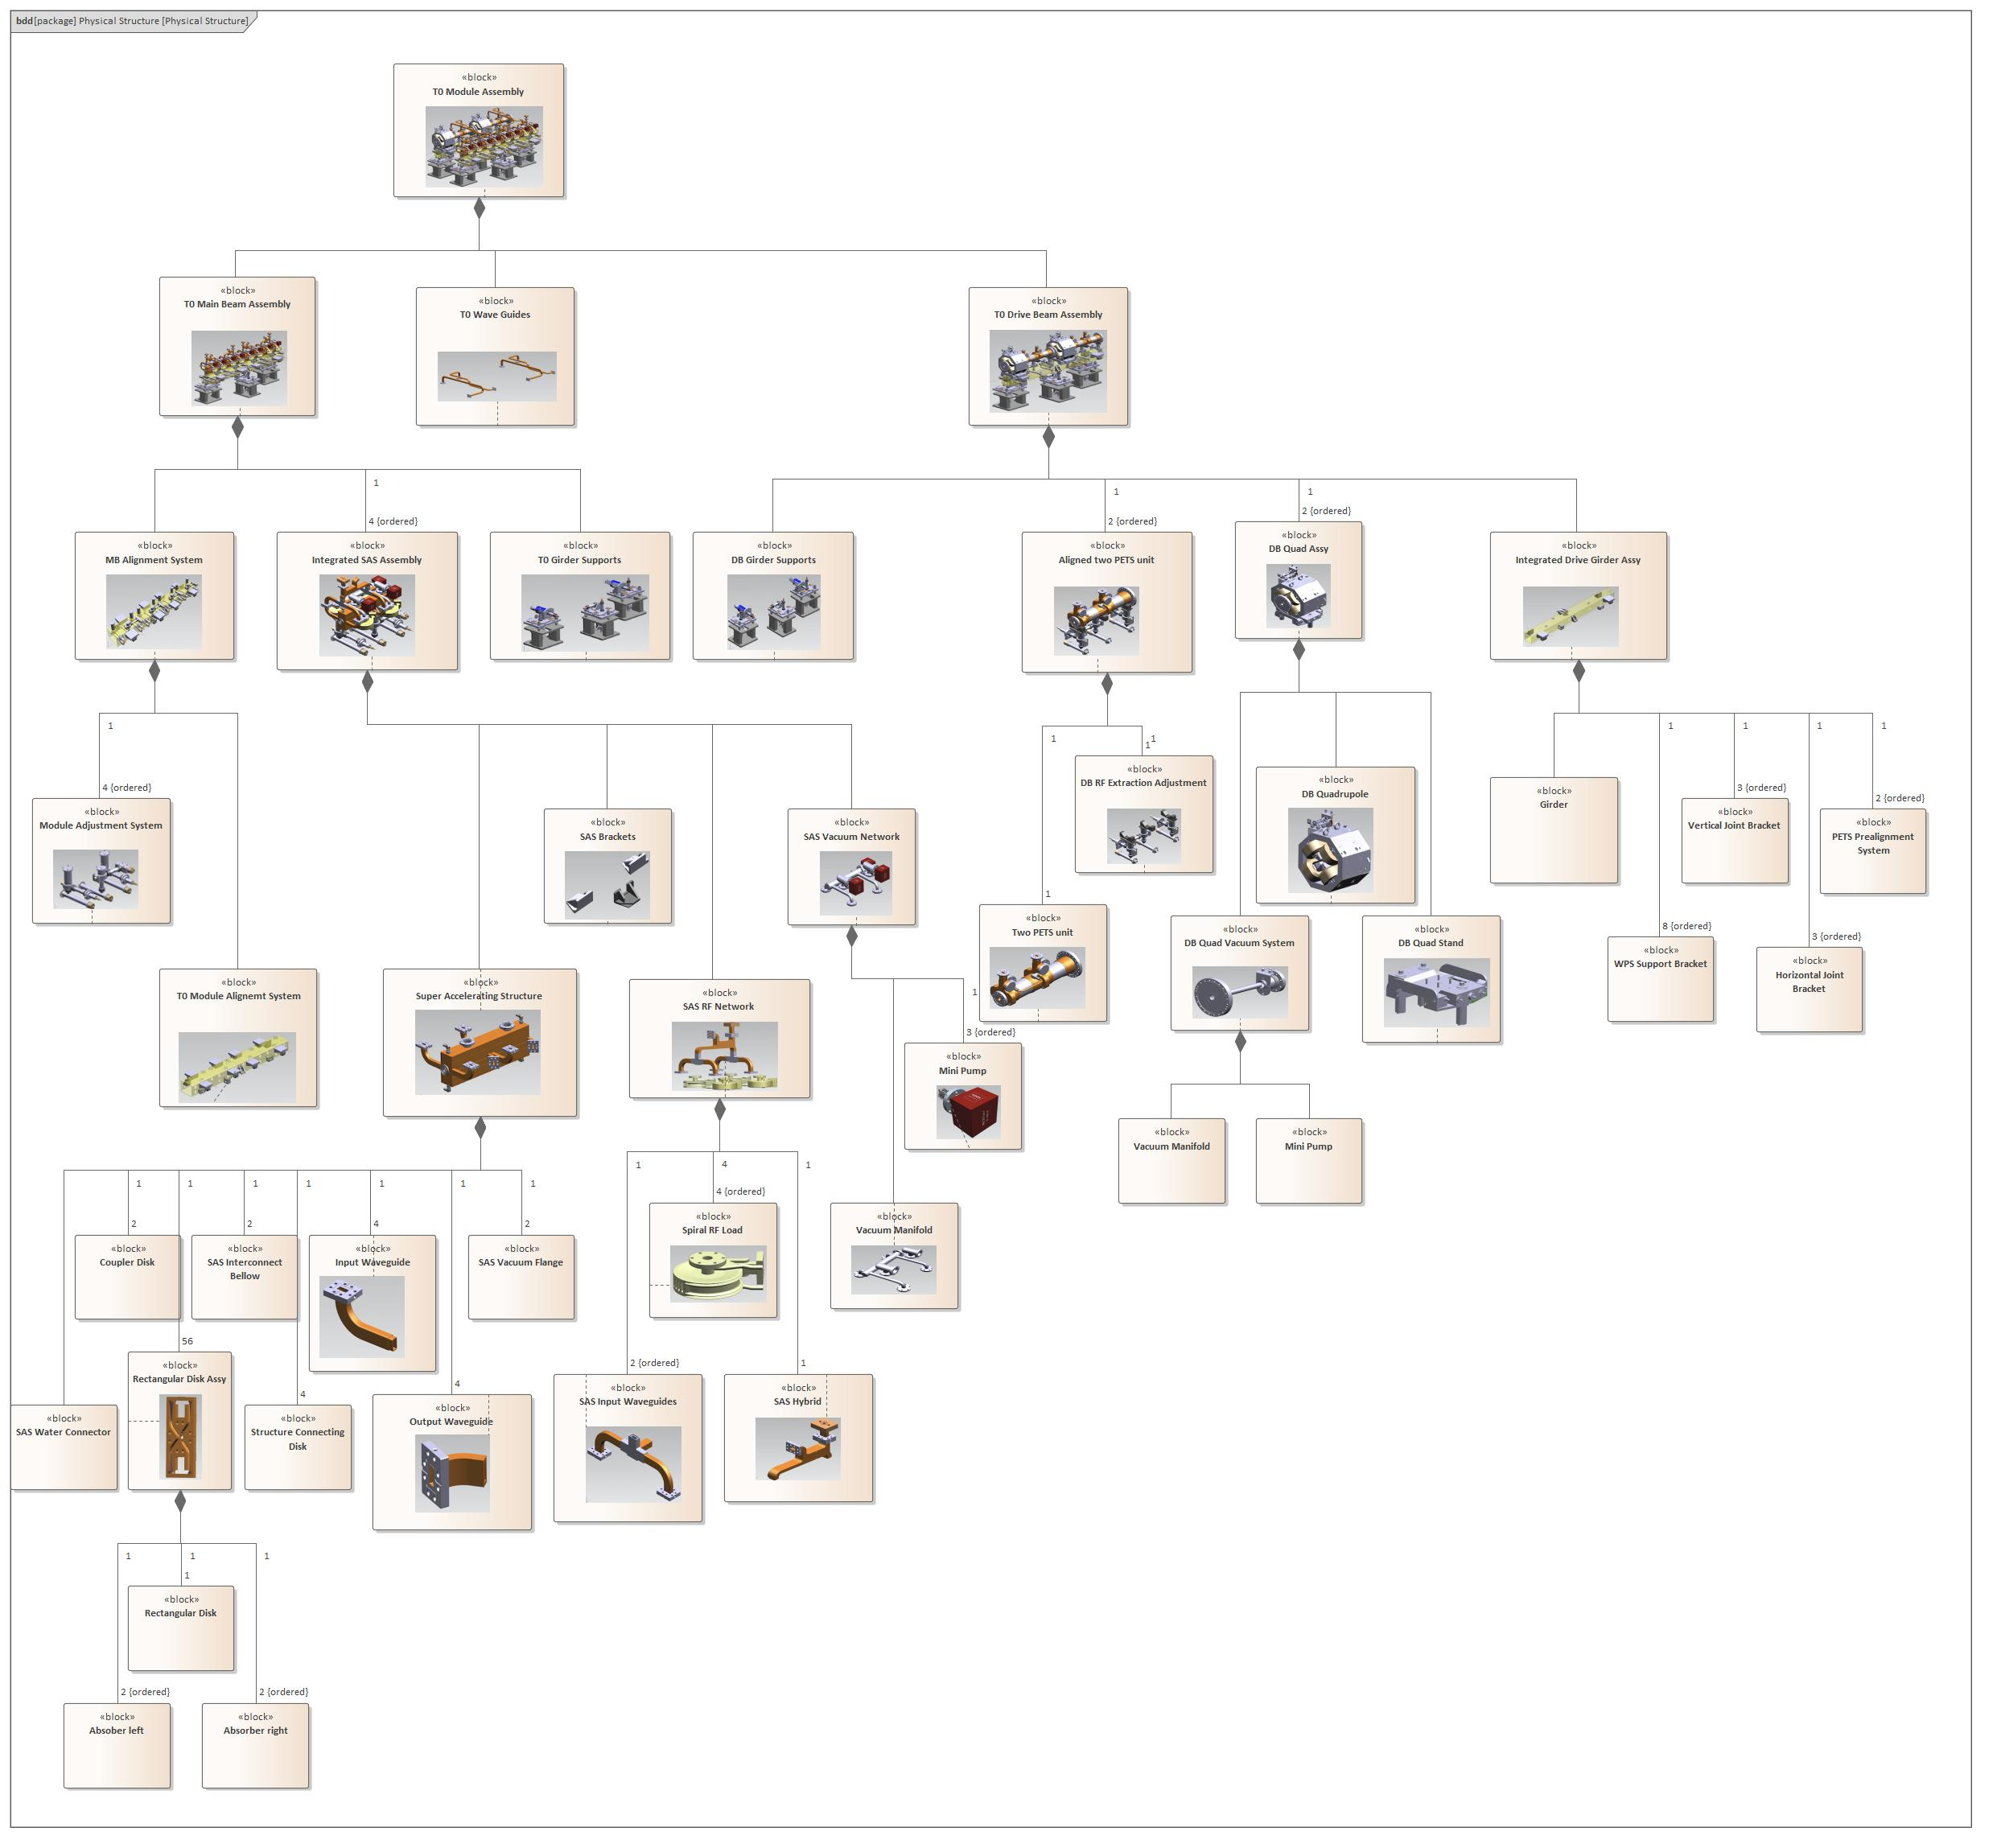 bdd [package] Physical Structure [Physical Structure]
«block»
T0 Module Assembly
«block»
T0 Main Beam Assembly
«block»
T0 Wave Guides
«block»
T0 Drive Beam Assembly
1
4 {ordered}
1
2 {ordered}
1
2 {ordered}
«block»
MB Alignment System
«block»
Integrated SAS Assembly
«block»
T0 Girder Supports
«block»
DB Girder Supports
«block»
Aligned two PETS unit
«block»
DB Quad Assy
«block»
Integrated Drive Girder Assy
1
4 {ordered}
«block»
Module Adjustment System
«block»
SAS Brackets
«block»
SAS Vacuum Network
1
1
1
1
«block»
DB RF Extraction Adjustment
«block»
DB Quadrupole
1
1
1
1
«block»
Girder
3 {ordered}
«block»
Vertical Joint Bracket
2 {ordered}
«block»
PETS Prealignment
System
«block»
Two PETS unit
«block»
DB Quad Vacuum System
«block»
DB Quad Stand
8 {ordered}
«block»
WPS Support Bracket
3 {ordered}
«block»
Horizontal Joint
Bracket
«block»
T0 Module Alignemt System
«block»
Super Accelerating Structure
«block»
SAS RF Network
1
3 {ordered}
«block»
Mini Pump
«block»
Vacuum Manifold
«block»
Mini Pump
1
1
1
1
1
1
1
1
4
1
2
2
4
2
4 {ordered}
«block»
Coupler Disk
«block»
SAS Interconnect
Bellow
«block»
Input Waveguide
«block»
SAS Vacuum Flange
«block»
Spiral RF Load
«block»
Vacuum Manifold
56
4
4
2 {ordered}
1
«block»
SAS Water Connector
«block»
Rectangular Disk Assy
«block»
Structure Connecting
Disk
«block»
Output Waveguide
«block»
SAS Input Waveguides
«block»
SAS Hybrid
1
1
1
1
«block»
Rectangular Disk
2 {ordered}
2 {ordered}
«block»
Absober left
«block»
Absorber right